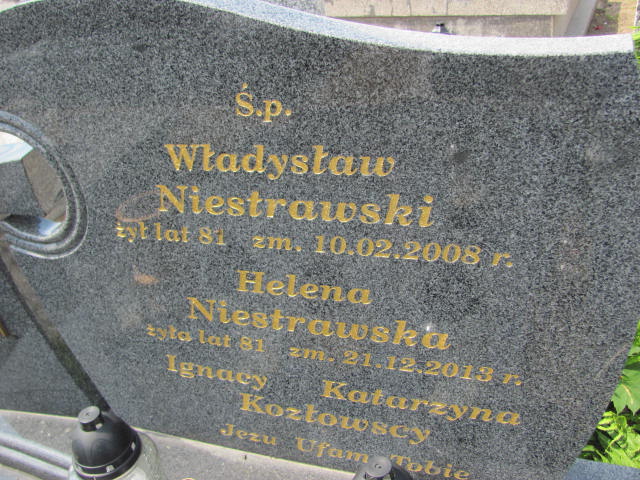 Ś.p.
Władysław
Niestrawski
żył lat 81 zm. 10.02.2008 r.
Helena
Niestrawska
żyła lat 81 zm. 21.12.2013 r.
Ignacy Katarzyna
Kozłowscy
Jezu Ufam Tobie